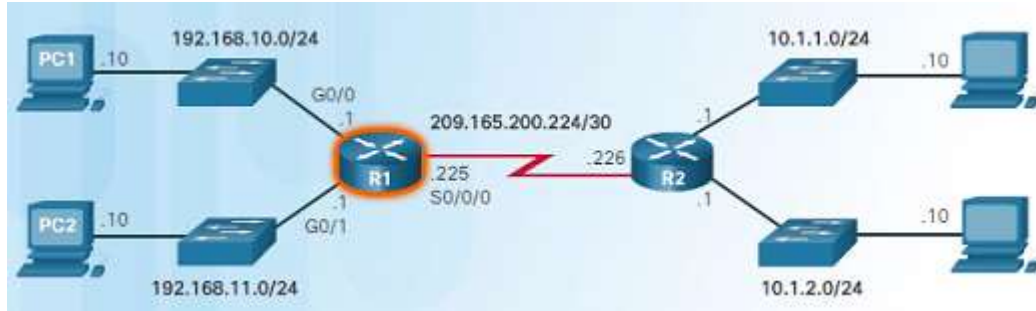 192.168.10.0/24
10.1.1.0/24
PC1
.10
.10
G0/0
.1
209.165.200.224/30
.1
R1
.225
S0/0/0
.226
R2
.1
G0/1
.1
PC2
.10
.10
192.168.11.0/24
10.1.2.0/24